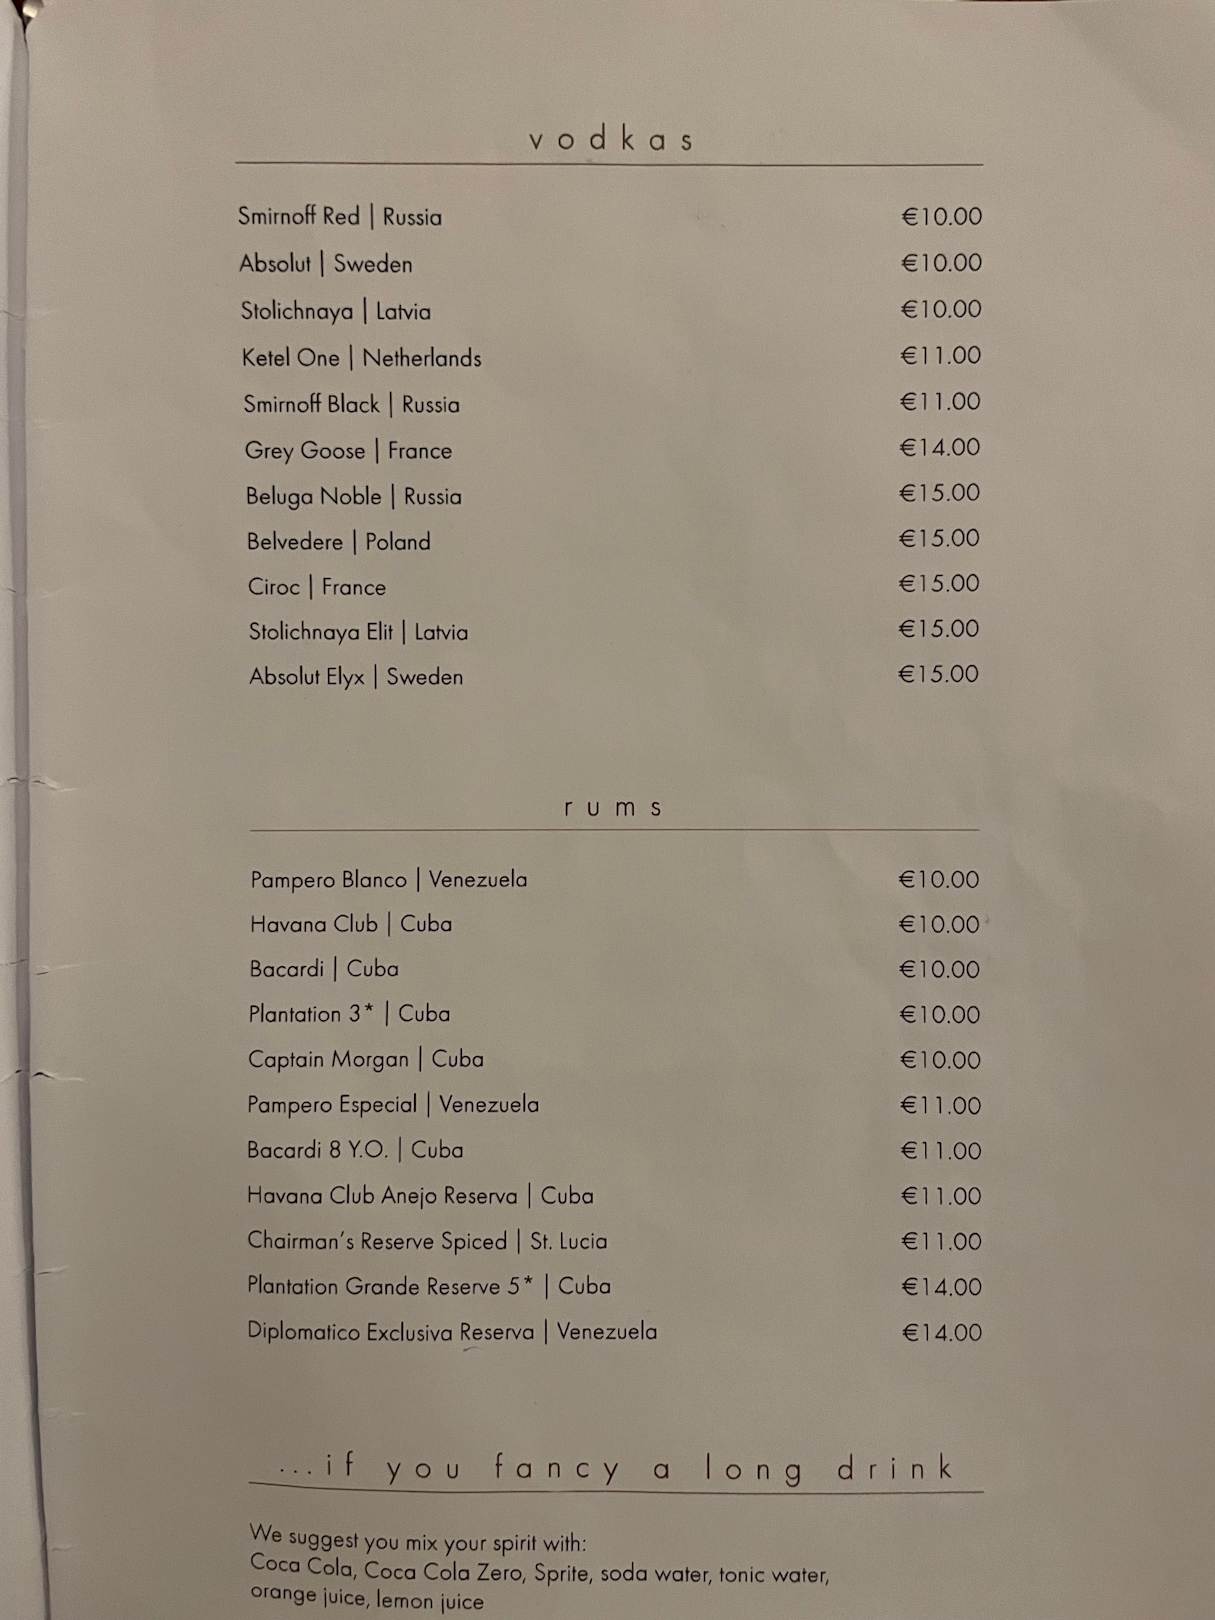 vodkas
Smirnoff Red | Russia €10.00
Absolut | Sweden €10.00
Stolichnaya | Latvia €10.00
Ketel One | Netherlands €11.00
Smirnoff Black | Russia €11.00
Grey Goose | France €14.00
Beluga Noble | Russia €15.00
Belvedere | Poland €15.00
Ciroc | France €15.00
Stolichnaya Elit | Latvia €15.00
Absolut Elyx | Sweden €15.00
rums
Pampero Blanco | Venezuela €10.00
Havana Club | Cuba €10.00
Bacardi | Cuba €10.00
Plantation 3* | Cuba €10.00
Captain Morgan | Cuba €10.00
Pampero Especial | Venezuela €11.00
Bacardi 8 Y.O. | Cuba €11.00
Havana Club Anejo Reserva | Cuba €11.00
Chairman's Reserve Spiced | St. Lucia €11.00
Plantation Grande Reserve 5* | Cuba €14.00
Diplomatico Exclusiva Reserva | Venezuela €14.00
...if you fancy a long drink
We suggest you mix your spirit with:
Coca Cola, Coca Cola Zero, Sprite, soda water, tonic water,
orange juice, lemon juice